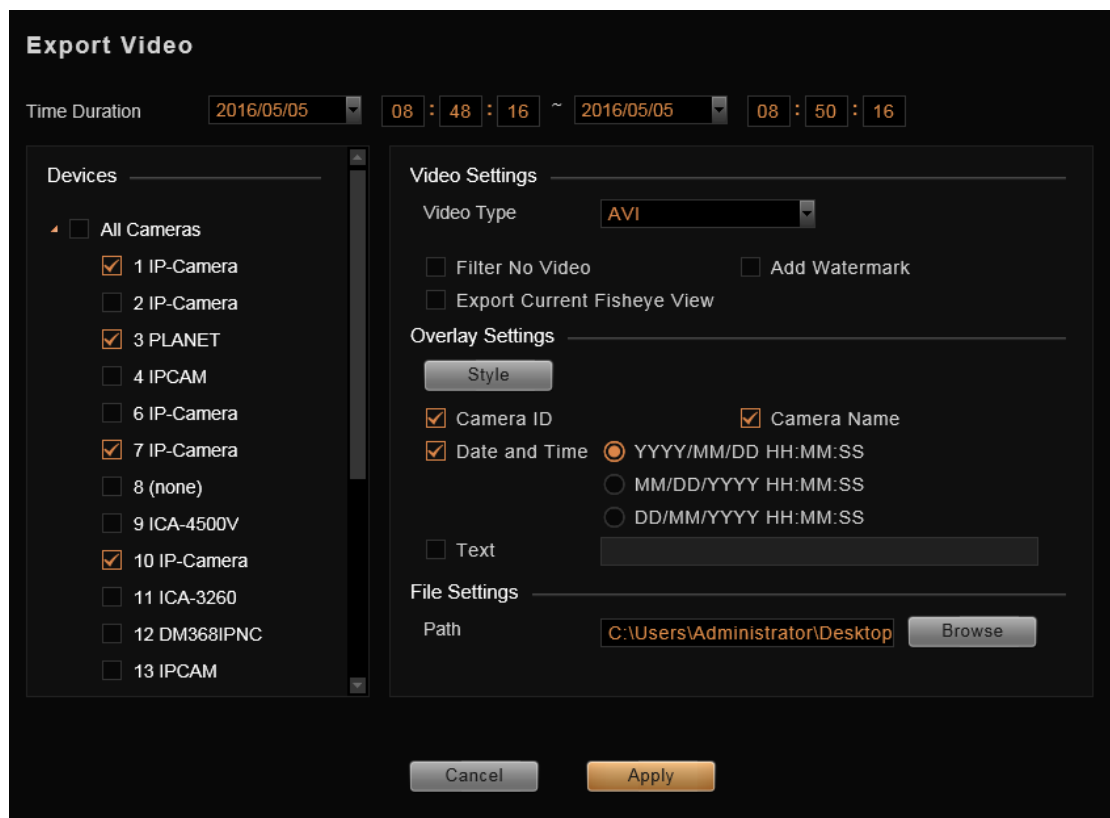 Export Video
Time Duration 2016/05/05 08 : 48 : 16 ~ 2016/05/05 08 : 50 : 16
Devices
All Cameras
1 IP-Camera
2 IP-Camera
3 PLANET
4 IPCAM
6 IP-Camera
7 IP-Camera
8 (none)
9 ICA-4500V
10 IP-Camera
11 ICA-3260
12 DM368IPNC
13 IPCAM
Video Settings
Video Type AVI
Filter No Video Add Watermark
Export Current Fisheye View
Overlay Settings
Style
Camera ID Camera Name
Date and Time YYYY/MM/DD HH:MM:SS
MM/DD/YYYY HH:MM:SS
DD/MM/YYYY HH:MM:SS
Text
File Settings
Path C:\Users\Administrator\Desktop Browse
Cancel Apply